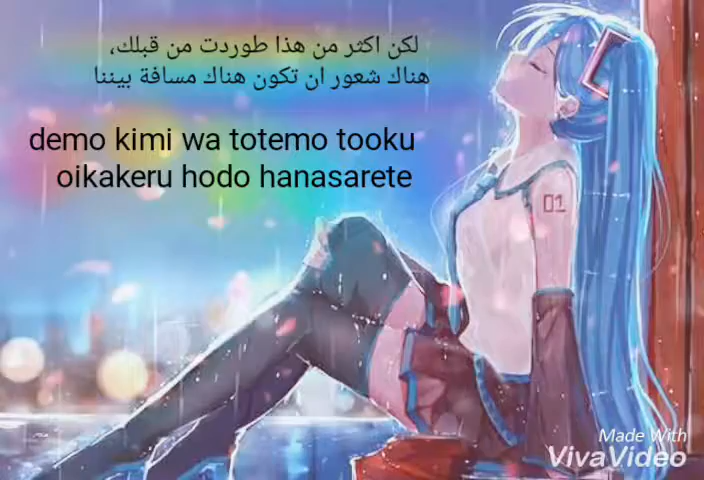 لكن اكثر من هذا طوردت من قبلك،
هناك شعور ان تكون هناك مسافة بيننا
demo kimi wa totemo tooku
oikakeru hodo hanasarete
01
Made With
VivaVideo